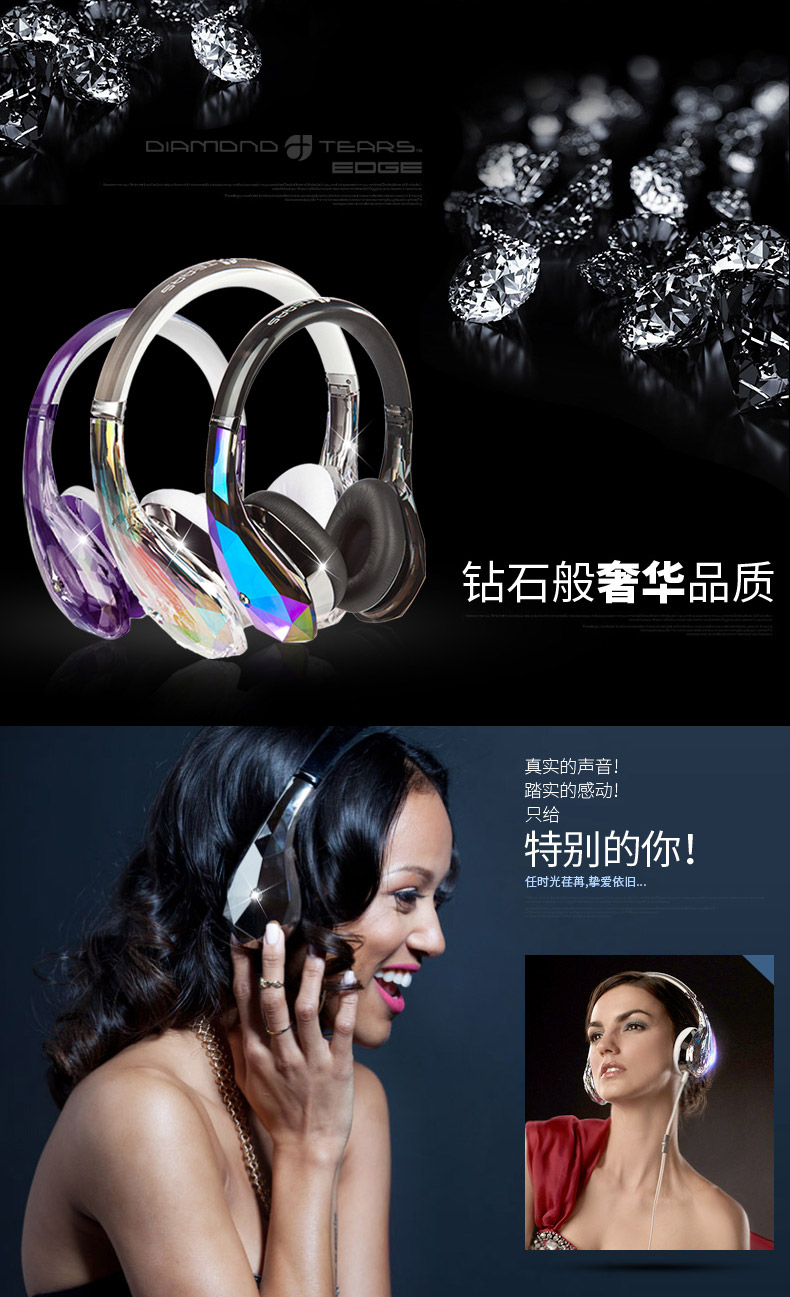 DIAMOND TEARS™
EDGE
TEARS
钻石般奢华品质
真实的声音!
踏实的感动!
只给
特别的你!
任时光荏苒,挚爱依旧...